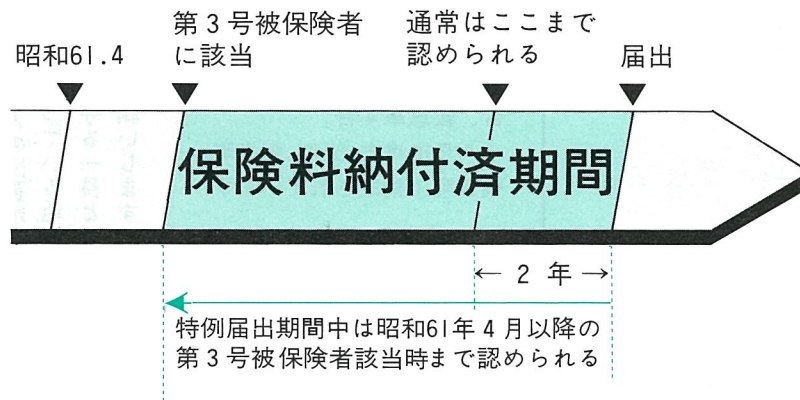 昭和61.4
第3号被保険者
に該当
通常はここまで
認められる
届出
保険料納付済期間
← 2 年 →
特例届出期間中は昭和61年4月以降の
第3号被保険者該当時まで認められる